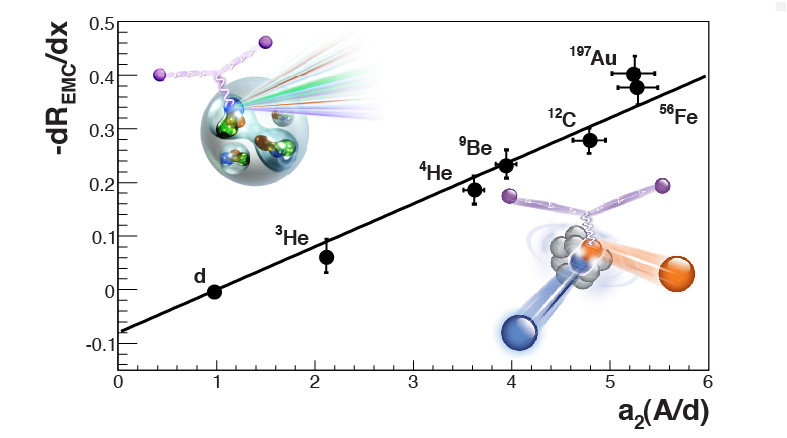 -dR_EMC/dx
0.5
0.4
0.3
0.2
0.1
0
-0.1
197Au
56Fe
12C
9Be
4He
3He
d
0 1 2 3 4 5 6
a2(A/d)